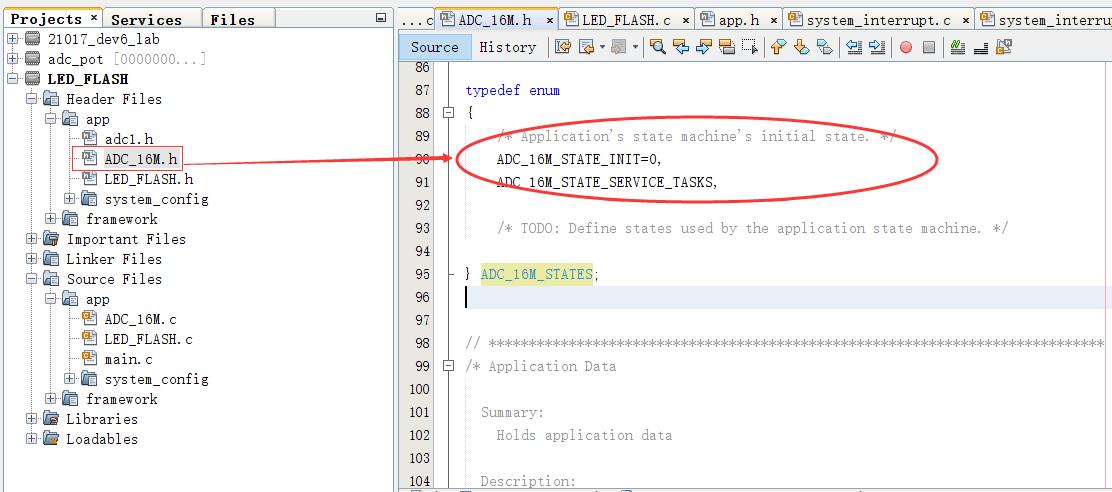 Projects × Services Files
21017_dev6_lab
adc_pot [0000000...]
LED_FLASH
Header Files
app
adc1.h
ADC_16M.h
LED_FLASH.h
system_config
framework
Important Files
Linker Files
Source Files
app
ADC_16M.c
LED_FLASH.c
main.c
system_config
framework
Libraries
Loadables
...c ADC_16M.h × LED_FLASH.c × app.h × system_interrupt.c × system_interru
Source History
86
87 typedef enum
88 {
89 /* Application's state machine's initial state. */
90 ADC_16M_STATE_INIT=0,
91 ADC_16M_STATE_SERVICE_TASKS,
92
93 /* TODO: Define states used by the application state machine. */
94
95 } ADC_16M_STATES;
96
97
98 // *****************************************************************************
99 /* Application Data
100
101 Summary:
102 Holds application data
103
104 Description: